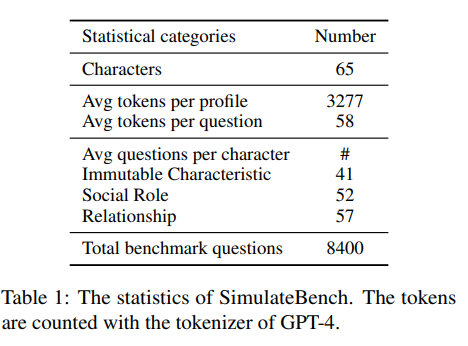 Statistical categories Number
Characters 65
Avg tokens per profile 3277
Avg tokens per question 58
Avg questions per character #
Immutable Characteristic 41
Social Role 52
Relationship 57
Total benchmark questions 8400
Table 1: The statistics of SimulateBench. The tokens
are counted with the tokenizer of GPT-4.